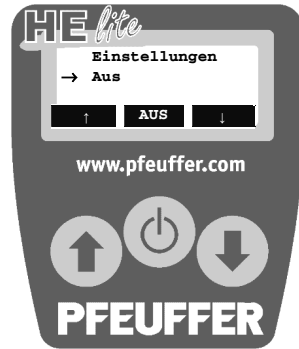 HE lite
Einstellungen
→ Aus
↑ AUS ↓
www.pfeuffer.com
PFEUFFER